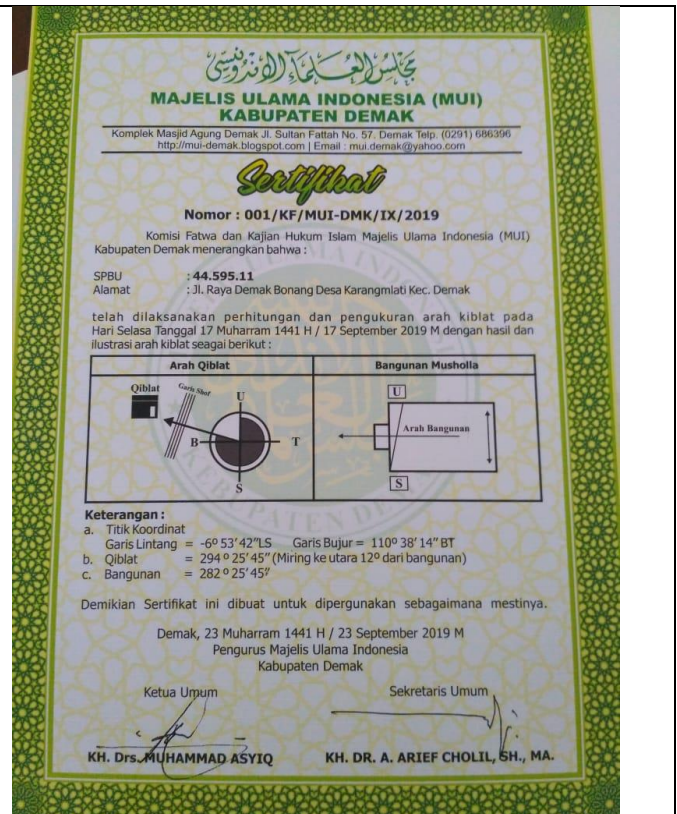 مجلس العلماء الاندونيسي
MAJELIS ULAMA INDONESIA (MUI)
KABUPATEN DEMAK
Komplek Masjid Agung Demak Jl. Sultan Fattah No. 57. Demak Telp. (0291) 686396
http://mui-demak.blogspot.com | Email : mui.demak@yahoo.com
Sertifikat
Nomor : 001/KF/MUI-DMK/IX/2019
Komisi Fatwa dan Kajian Hukum Islam Majelis Ulama Indonesia (MUI)
Kabupaten Demak menerangkan bahwa :
SPBU : 44.595.11
Alamat : Jl. Raya Demak Bonang Desa Karangmlati Kec. Demak
telah dilaksanakan perhitungan dan pengukuran arah kiblat pada
Hari Selasa Tanggal 17 Muharram 1441 H / 17 September 2019 M dengan hasil dan
ilustrasi arah kiblat seagai berikut :
Arah Qiblat Bangunan Musholla
Qiblat Garis Shof U
B T
S
U
Arah Bangunan
S
Keterangan :
a. Titik Koordinat
Garis Lintang = -6º 53' 42"LS Garis Bujur = 110º 38' 14" BT
b. Qiblat = 294 º 25' 45" (Miring ke utara 12º dari bangunan)
c. Bangunan = 282 º 25' 45"
Demikian Sertifikat ini dibuat untuk dipergunakan sebagaimana mestinya.
Demak, 23 Muharram 1441 H / 23 September 2019 M
Pengurus Majelis Ulama Indonesia
Kabupaten Demak
Ketua Umum Sekretaris Umum
KH. Drs. MUHAMMAD ASYIQ KH. DR. A. ARIEF CHOLIL, SH., MA.